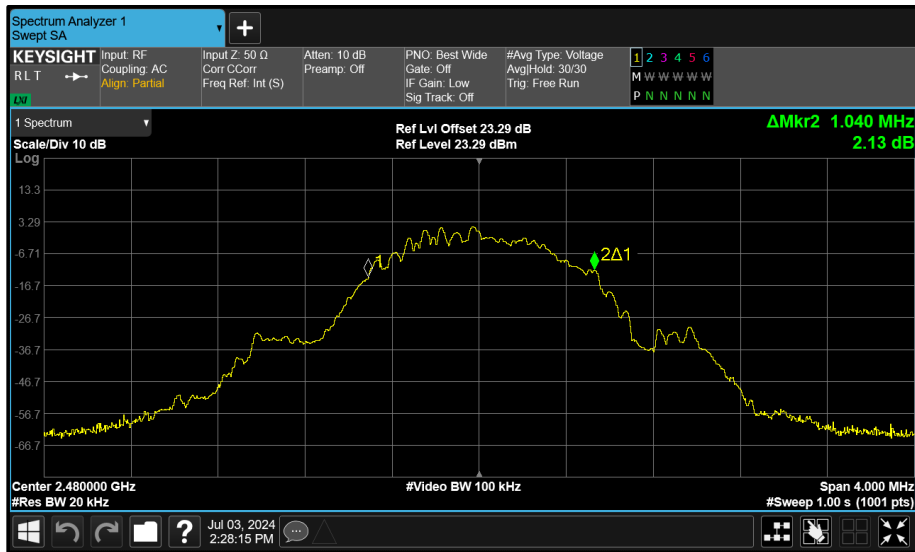 Spectrum Analyzer 1
Swept SA
KEYSIGHT
R L T
LXI
Input: RF
Coupling: AC
Align: Partial
Input Z: 50 Ω
Corr CCorr
Freq Ref: Int (S)
Atten: 10 dB
Preamp: Off
PNO: Best Wide
Gate: Off
IF Gain: Low
Sig Track: Off
#Avg Type: Voltage
Avg|Hold: 30/30
Trig: Free Run
1 2 3 4 5 6
M W W W W W
P N N N N N
1 Spectrum
Scale/Div 10 dB
Ref Lvl Offset 23.29 dB
Ref Level 23.29 dBm
ΔMkr2 1.040 MHz
2.13 dB
Log
13.3
3.29
-6.71
-16.7
-26.7
-36.7
-46.7
-56.7
-66.7
1
2Δ1
Center 2.480000 GHz
#Res BW 20 kHz
#Video BW 100 kHz
Span 4.000 MHz
#Sweep 1.00 s (1001 pts)
?
Jul 03, 2024
2:28:15 PM